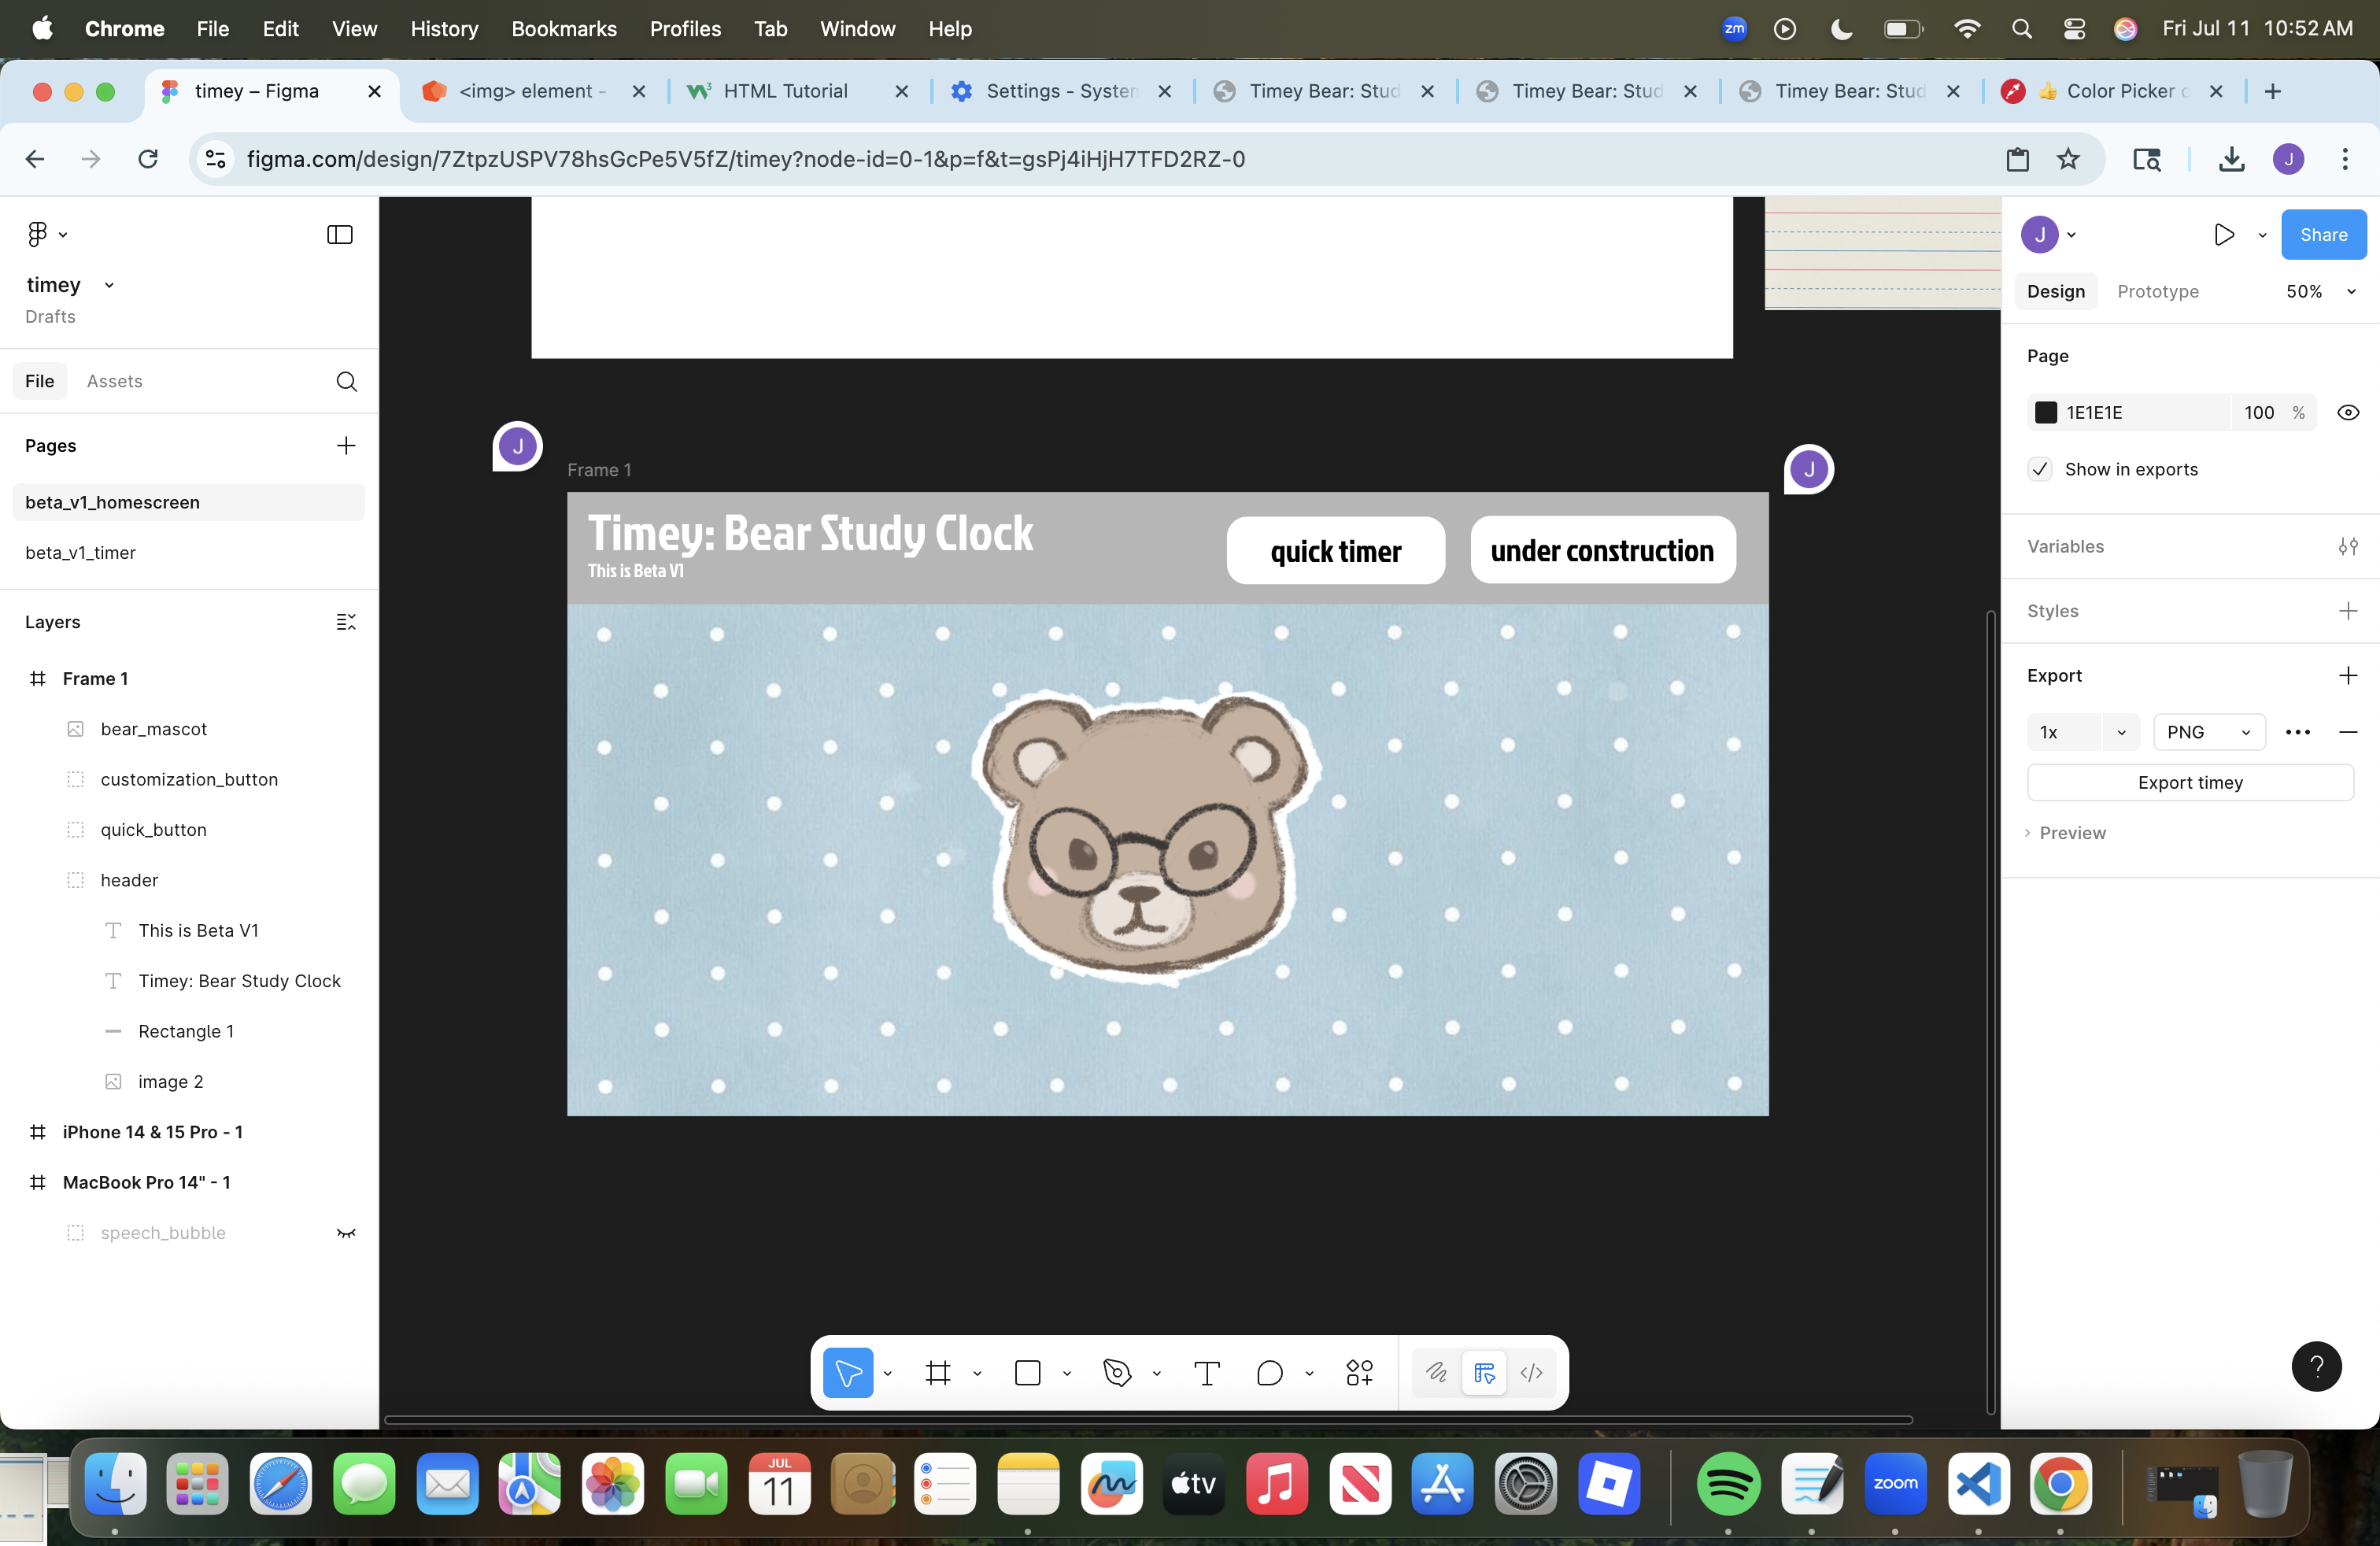 Chrome File Edit View History Bookmarks Profiles Tab Window Help zm Fri Jul 11 10:52 AM
timey – Figma <img> element - HTML Tutorial Settings - System Timey Bear: Stud Timey Bear: Stud Timey Bear: Stud Color Picker
figma.com/design/7ZtpzUSPV78hsGcPe5V5fZ/timey?node-id=0-1&p=f&t=gsPj4iHjH7TFD2RZ-0 J
J Share
timey
Drafts
Design Prototype 50%
Page
File Assets
1E1E1E 100 %
Pages
J
Frame 1
J
Show in exports
beta_v1_homescreen
Timey: Bear Study Clock
This is Beta V1
quick timer
under construction
beta_v1_timer
Variables
Styles
Layers
Export
Frame 1
bear_mascot
1x PNG
customization_button
Export timey
quick_button
Preview
header
This is Beta V1
Timey: Bear Study Clock
Rectangle 1
image 2
iPhone 14 & 15 Pro - 1
MacBook Pro 14" - 1
speech_bubble
?
JUL
11
tv
zoom